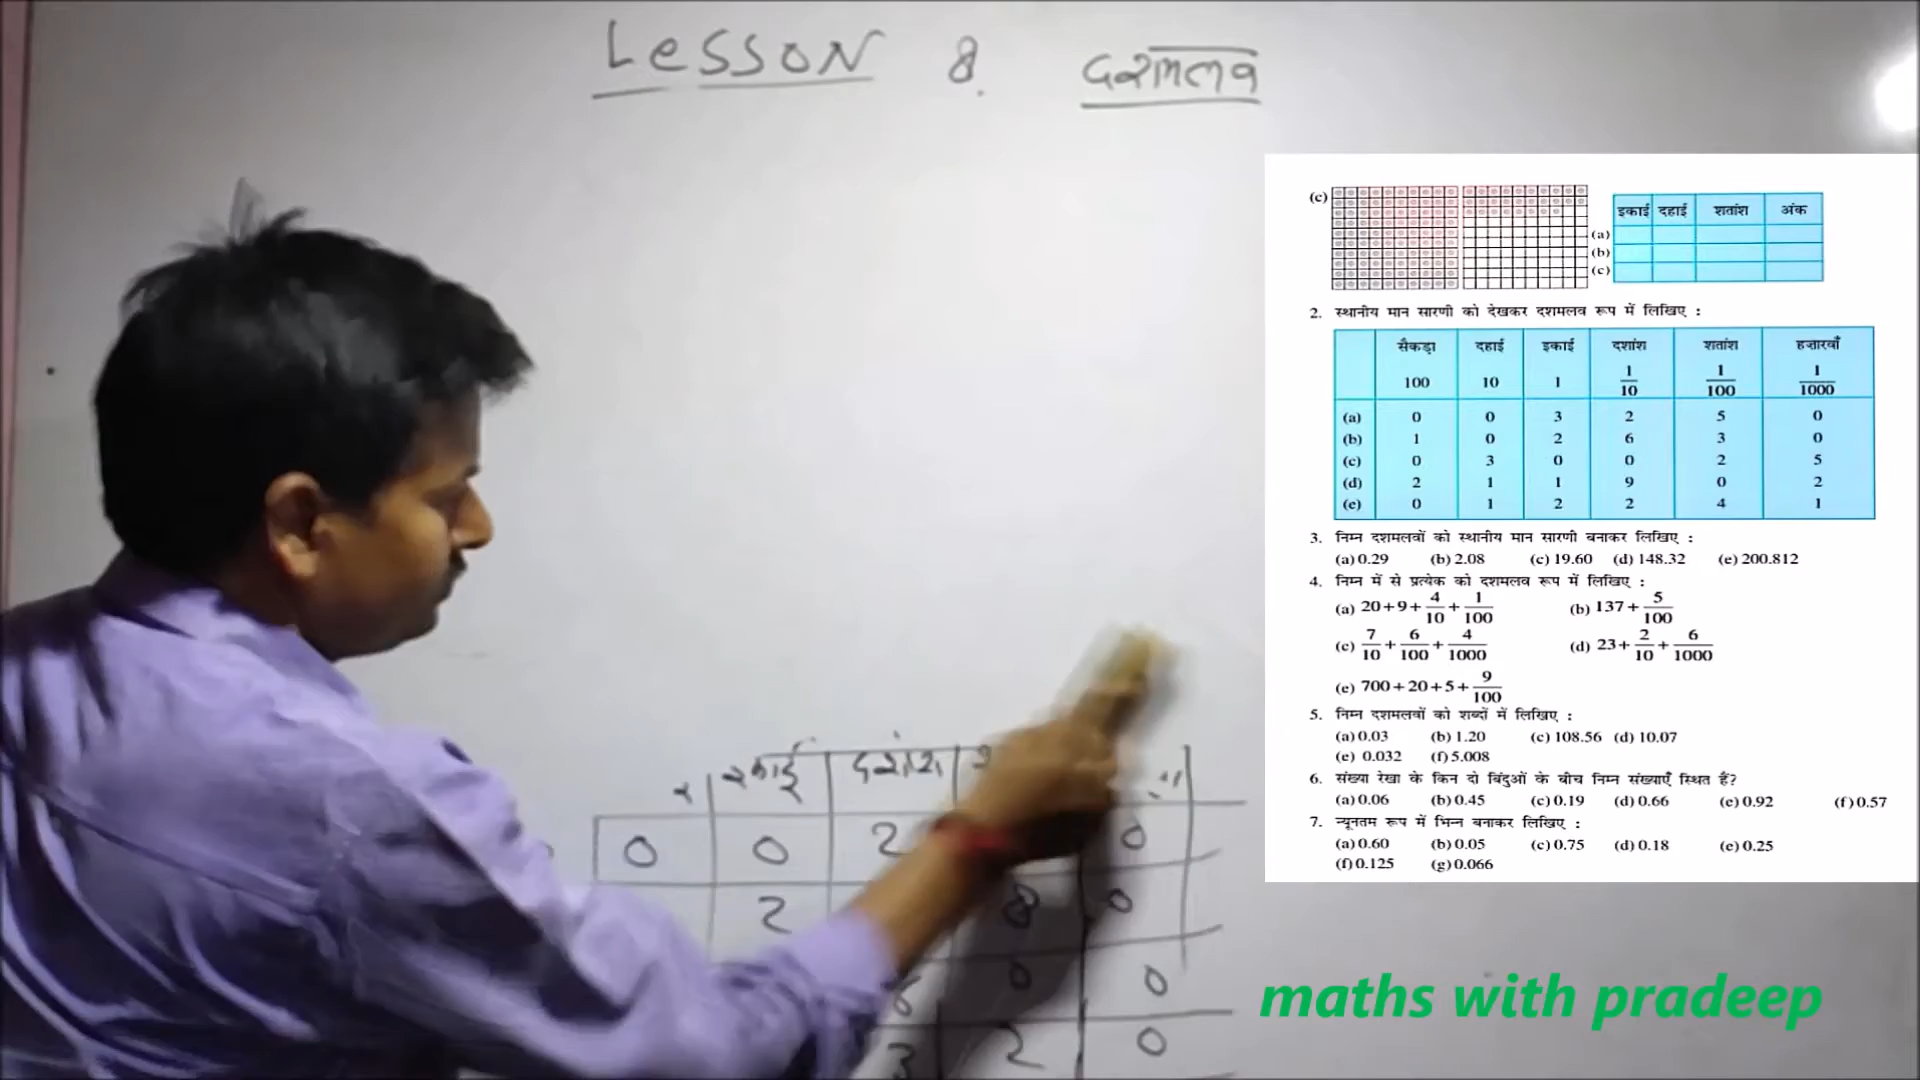 LeSSON 8. दशमलव
(c)
इकाई दहाई शतांश अंक
(a)
(b)
(c)
2. स्थानीय मान सारणी को देखकर दशमलव रूप में लिखिए :
सैकड़ा दहाई इकाई दशांश शतांश हज़ारवाँ
100 10 1 1/10 1/100 1/1000
(a) 0 0 3 2 5 0
(b) 1 0 2 6 3 0
(c) 0 3 0 0 2 5
(d) 2 1 1 9 0 2
(e) 0 1 2 2 4 1
3. निम्न दशमलवों को स्थानीय मान सारणी बनाकर लिखिए :
(a) 0.29 (b) 2.08 (c) 19.60 (d) 148.32 (e) 200.812
4. निम्न में से प्रत्येक को दशमलव रूप में लिखिए :
(a) 20+9+4/10+1/100 (b) 137+5/100
(c) 7/10+6/100+4/1000 (d) 23+2/10+6/1000
(e) 700+20+5+9/100
5. निम्न दशमलवों को शब्दों में लिखिए :
(a) 0.03 (b) 1.20 (c) 108.56 (d) 10.07
(e) 0.032 (f) 5.008
6. संख्या रेखा के किन दो बिंदुओं के बीच निम्न संख्याएँ स्थित हैं?
(a) 0.06 (b) 0.45 (c) 0.19 (d) 0.66 (e) 0.92 (f) 0.57
7. न्यूनतम रूप में भिन्न बनाकर लिखिए :
(a) 0.60 (b) 0.05 (c) 0.75 (d) 0.18 (e) 0.25
(f) 0.125 (g) 0.066
इकाई दशांश
0 0 2 0
2 8 0
6 0 0
3 2 0
maths with pradeep